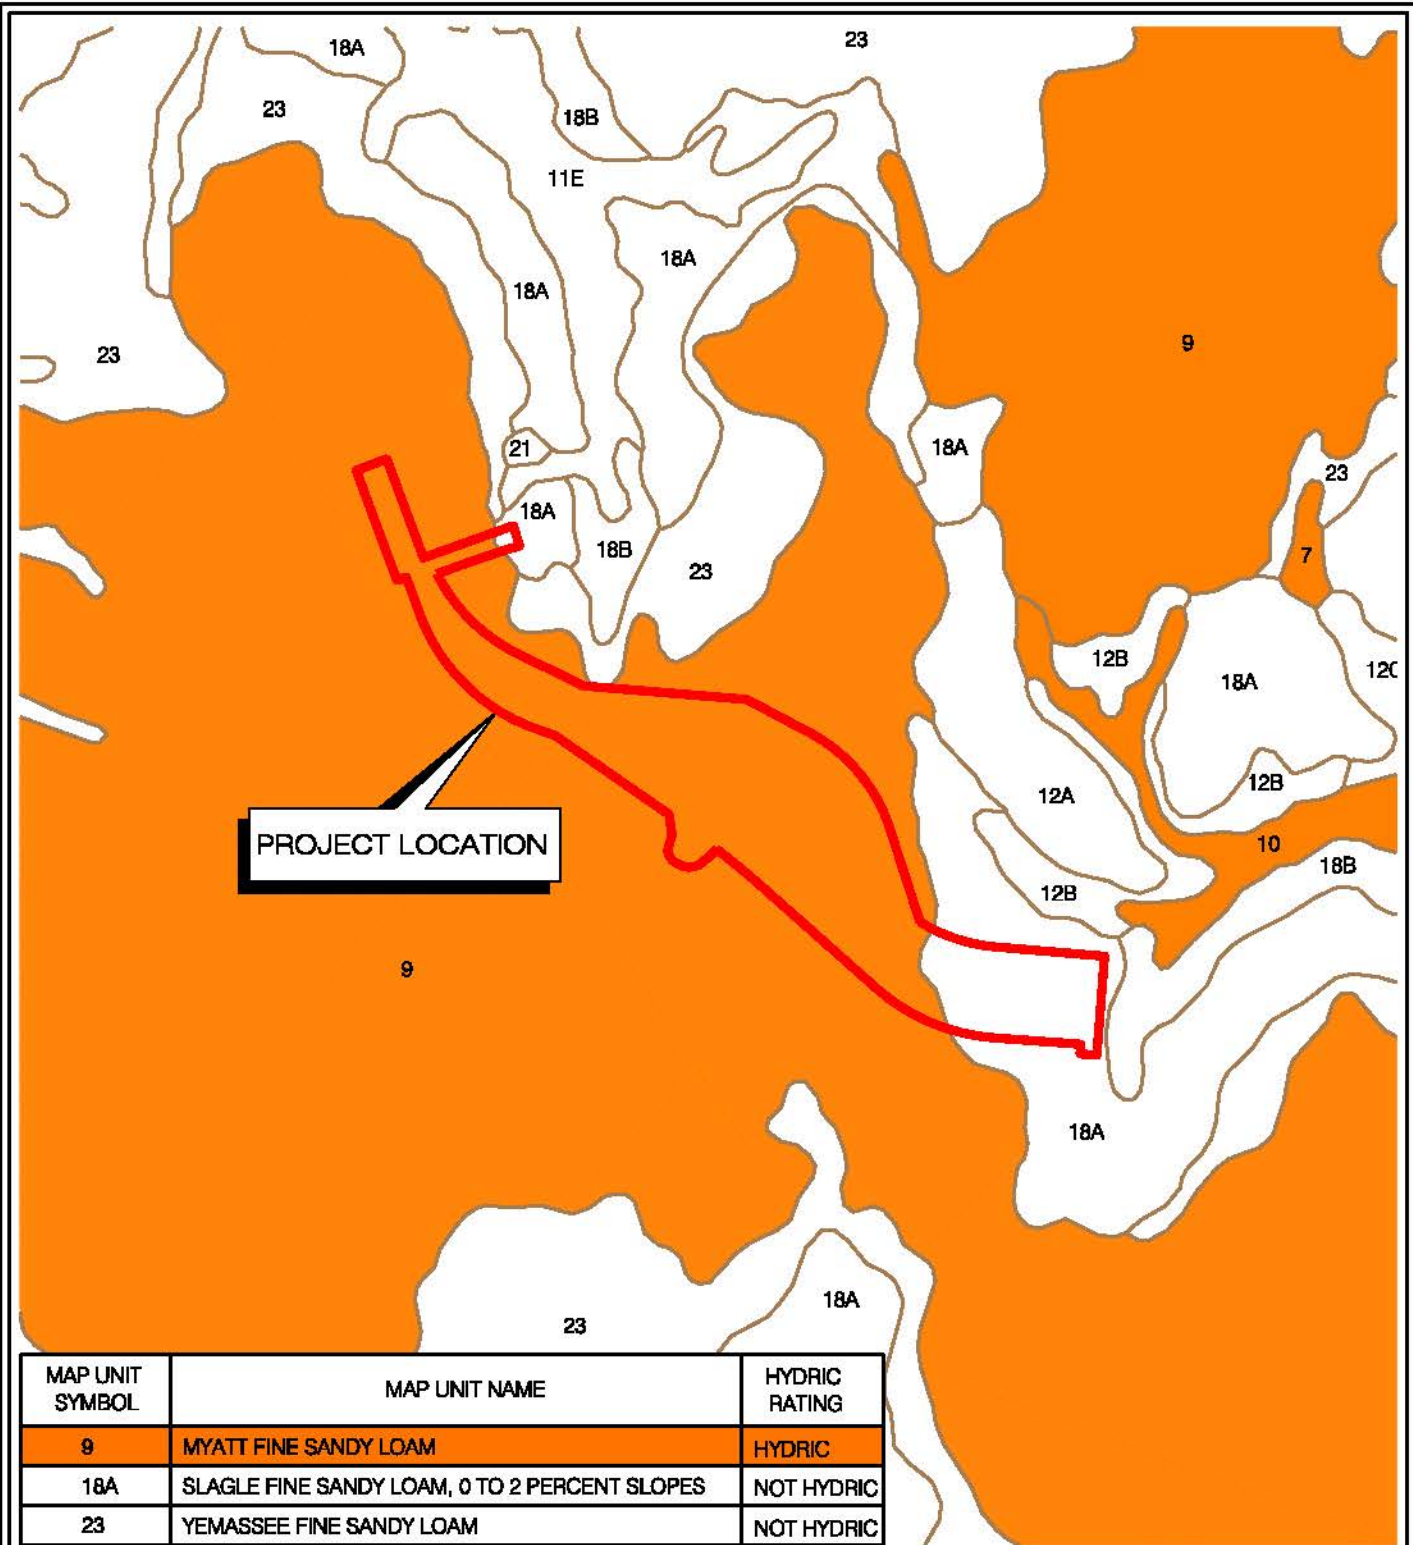 18A
23
23
18B
11E
18A
18A
23
9
21
18A
18A
23
18B
23
7
12B
18A
12C
12A
12B
10
18B
12B
PROJECT LOCATION
9
18A
18A
23
MAP UNIT SYMBOL
MAP UNIT NAME
HYDRIC RATING
9
MYATT FINE SANDY LOAM
HYDRIC
18A
SLAGLE FINE SANDY LOAM, 0 TO 2 PERCENT SLOPES
NOT HYDRIC
23
YEMASSEE FINE SANDY LOAM
NOT HYDRIC